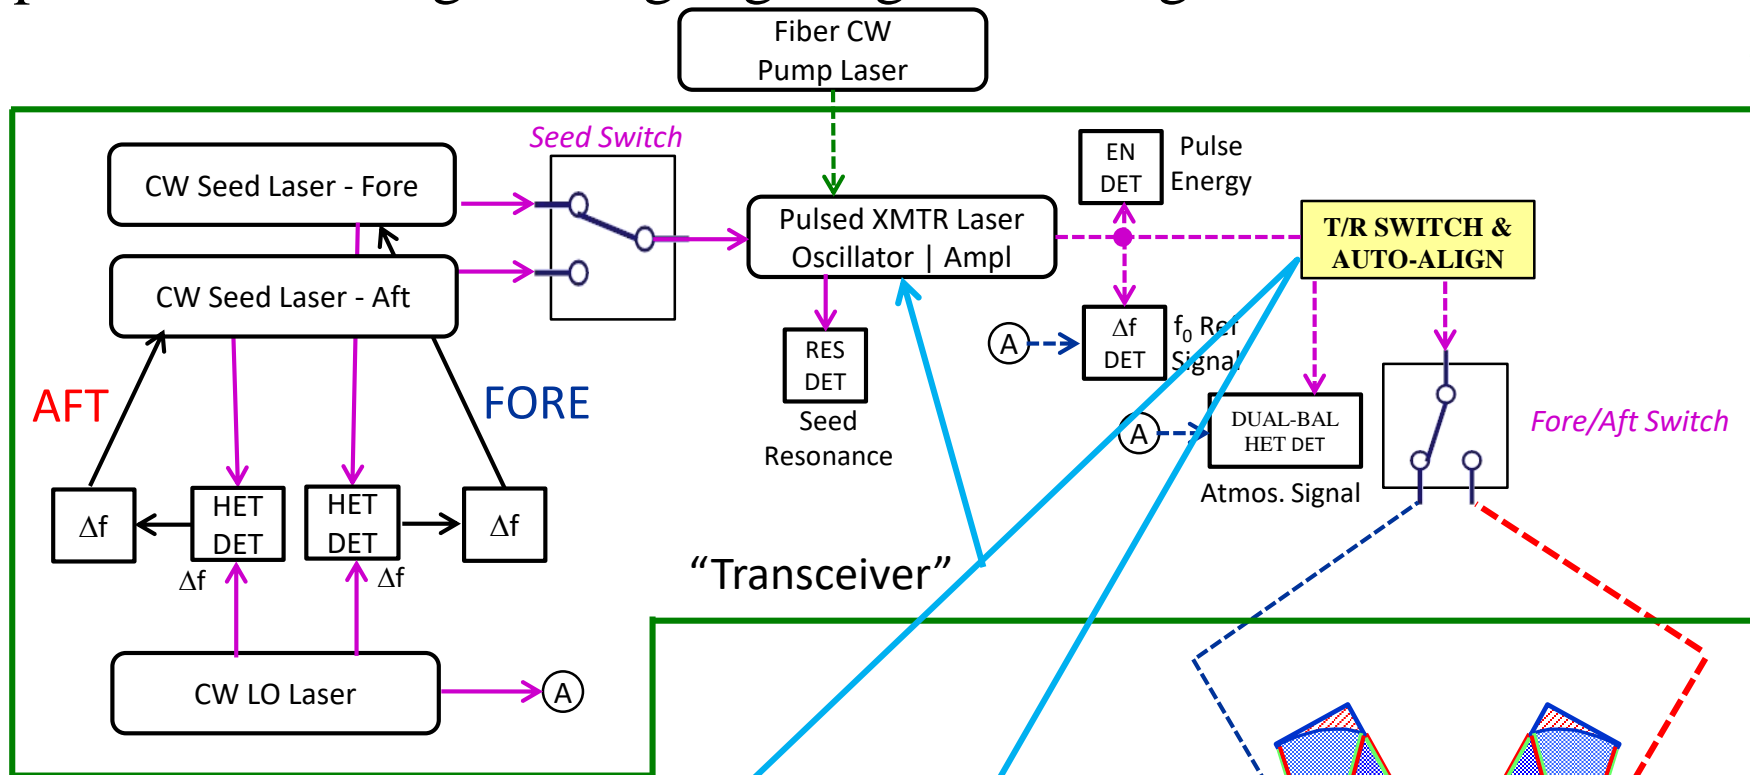 Fiber CW
Pump Laser
Seed Switch
CW Seed Laser - Fore
CW Seed Laser - Aft
Pulsed XMTR Laser
Oscillator | Ampl
EN
DET
Pulse
Energy
T/R SWITCH &
AUTO-ALIGN
A
Δf
DET
f₀ Ref
Signal
RES
DET
Seed
Resonance
AFT
FORE
A
DUAL-BAL
HET DET
Atmos. Signal
Fore/Aft Switch
Δf
HET
DET
HET
DET
Δf
Δf
Δf
“Transceiver”
CW LO Laser
A